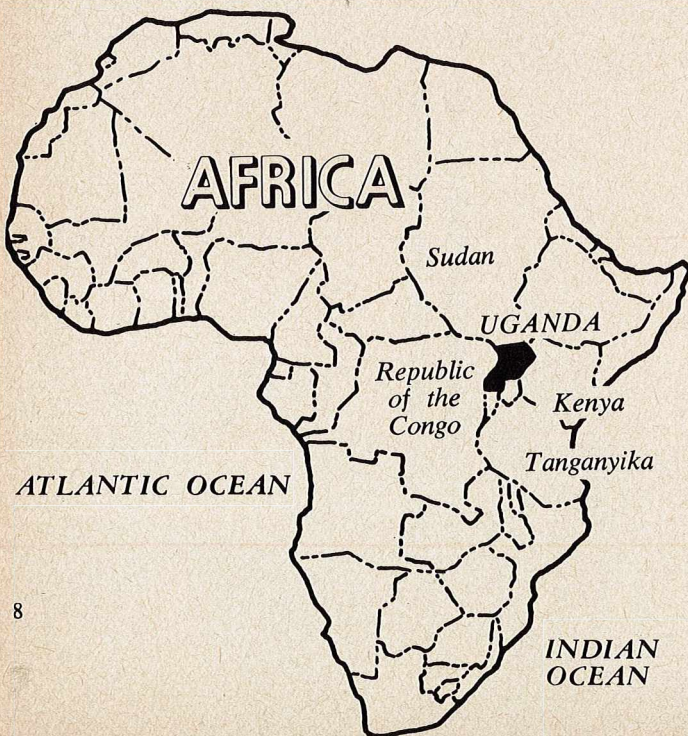 AFRICA
Sudan
UGANDA
Republic
of the
Congo
Kenya
Tanganyika
ATLANTIC OCEAN
8
INDIAN
OCEAN